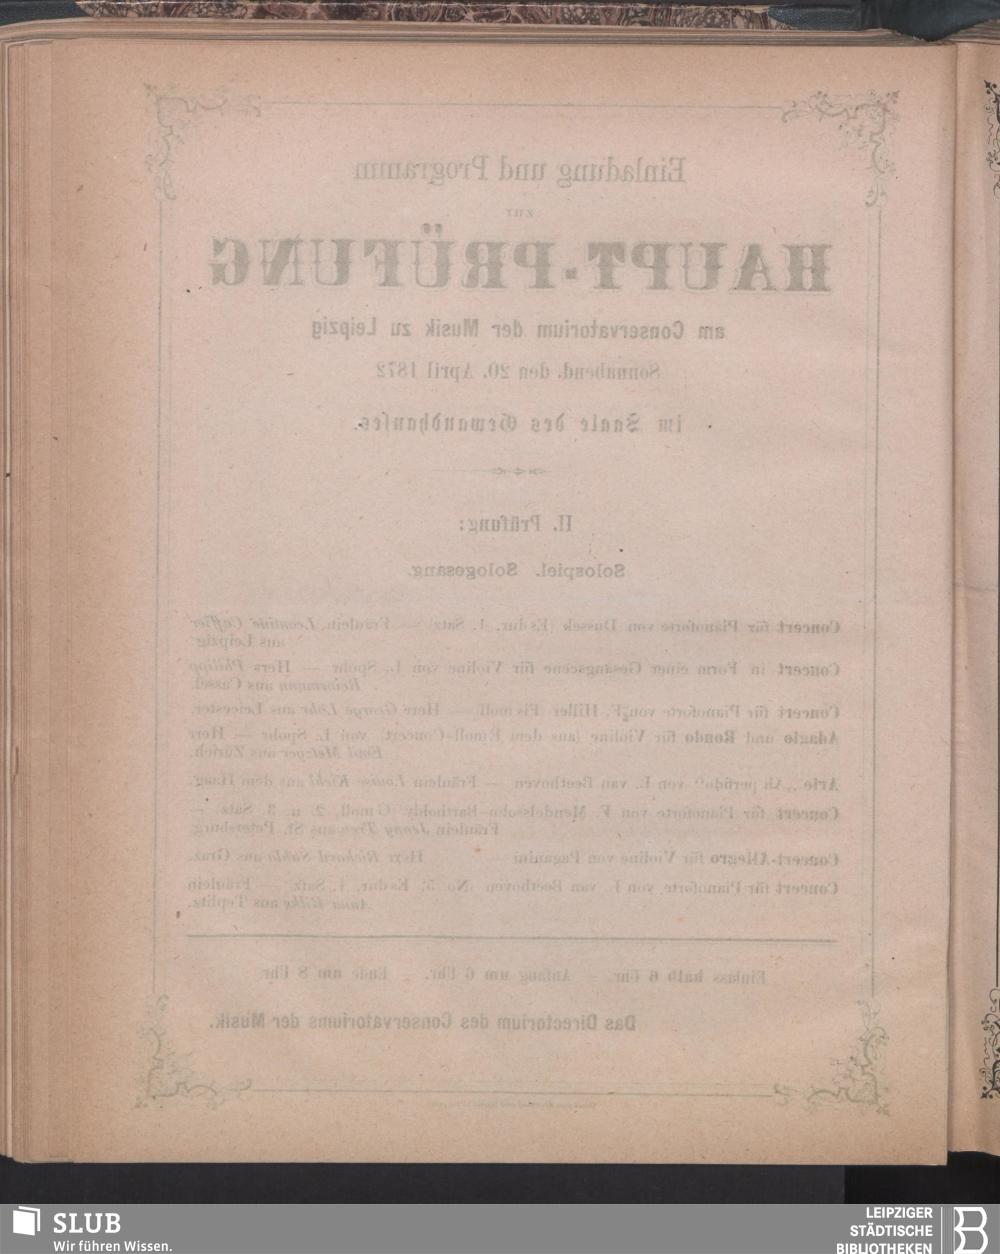 Einladung und Programm
zur
HAUPT-PRÜFUNG
am Conservatorium der Musik zu Leipzig
Sonnabend, den 20. April 1872
im Saale des Gewandhauses.
II. Prüfung:
Solospiel. Sologesang.
Concert für Pianoforte von Dussek (Es dur, 1. Satz) — Fräulein Leontine Coffier
aus Leipzig.
Concert in Form einer Gesangscene für Violine von L. Spohr — Herr Philipp
aus Cassel.
Concert für Pianoforte von F. Hiller (Fis moll) — Herr George Löhr aus Leicester.
Adagio und Rondo für Violine (aus dem Emoll-Concert) von L. Spohr — Herr
Emil Metzger aus Zürich.
Arie „Ah perfido“ von L. van Beethoven — Fräulein Louise aus dem Haag.
Concert für Pianoforte von F. Mendelssohn-Bartholdy (Gmoll, 2. u. 3. Satz) —
Fräulein Jenny aus St. Petersburg.
Concert-Allegro für Violine von Paganini — Herr Richard Sahla aus Graz.
Concert für Pianoforte von L. van Beethoven (No. 5, Es dur, 1. Satz) — Fräulein
Anna Rilke aus Teplitz.
Einlass halb 6 Uhr. — Anfang um 6 Uhr. — Ende um 8 Uhr.
Das Directorium des Conservatoriums der Musik.
SLUB
Wir führen Wissen.
LEIPZIGER
STÄDTISCHE
BIBLIOTHEKEN